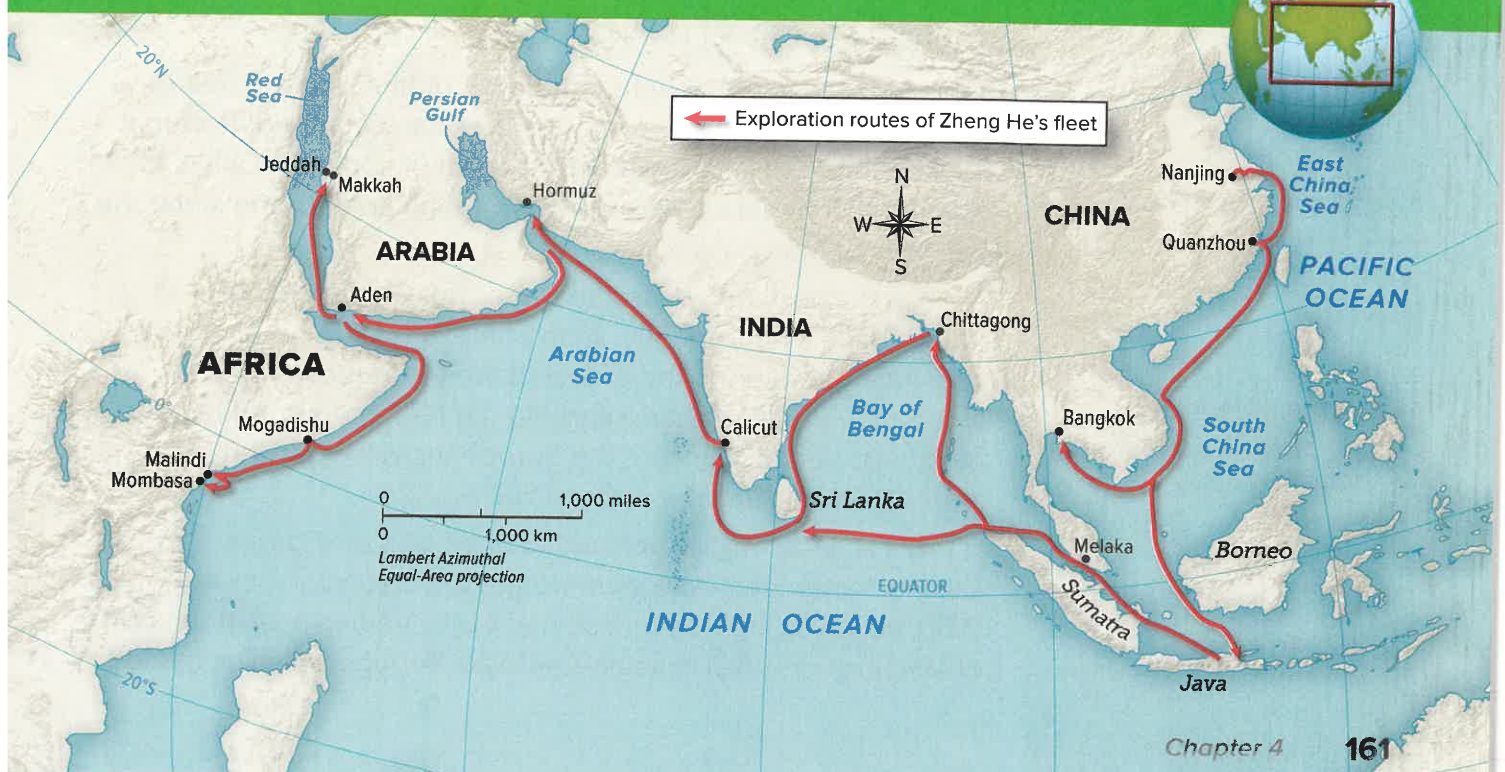 20°N
Red
Sea
Persian
Gulf
Exploration routes of Zheng He's fleet
Jeddah
Makkah
Hormuz
N
W
E
S
Nanjing
East
China
Sea
CHINA
Quanzhou
ARABIA
PACIFIC
OCEAN
Aden
INDIA
Chittagong
AFRICA
Arabian
Sea
0°
Mogadishu
Calicut
Bay of
Bengal
Bangkok
South
China
Sea
Malindi
Mombasa
0
1,000 miles
0
1,000 km
Lambert Azimuthal
Equal-Area projection
Sri Lanka
Melaka
Borneo
EQUATOR
Sumatra
INDIAN OCEAN
20°S
Java
Chapter 4
161